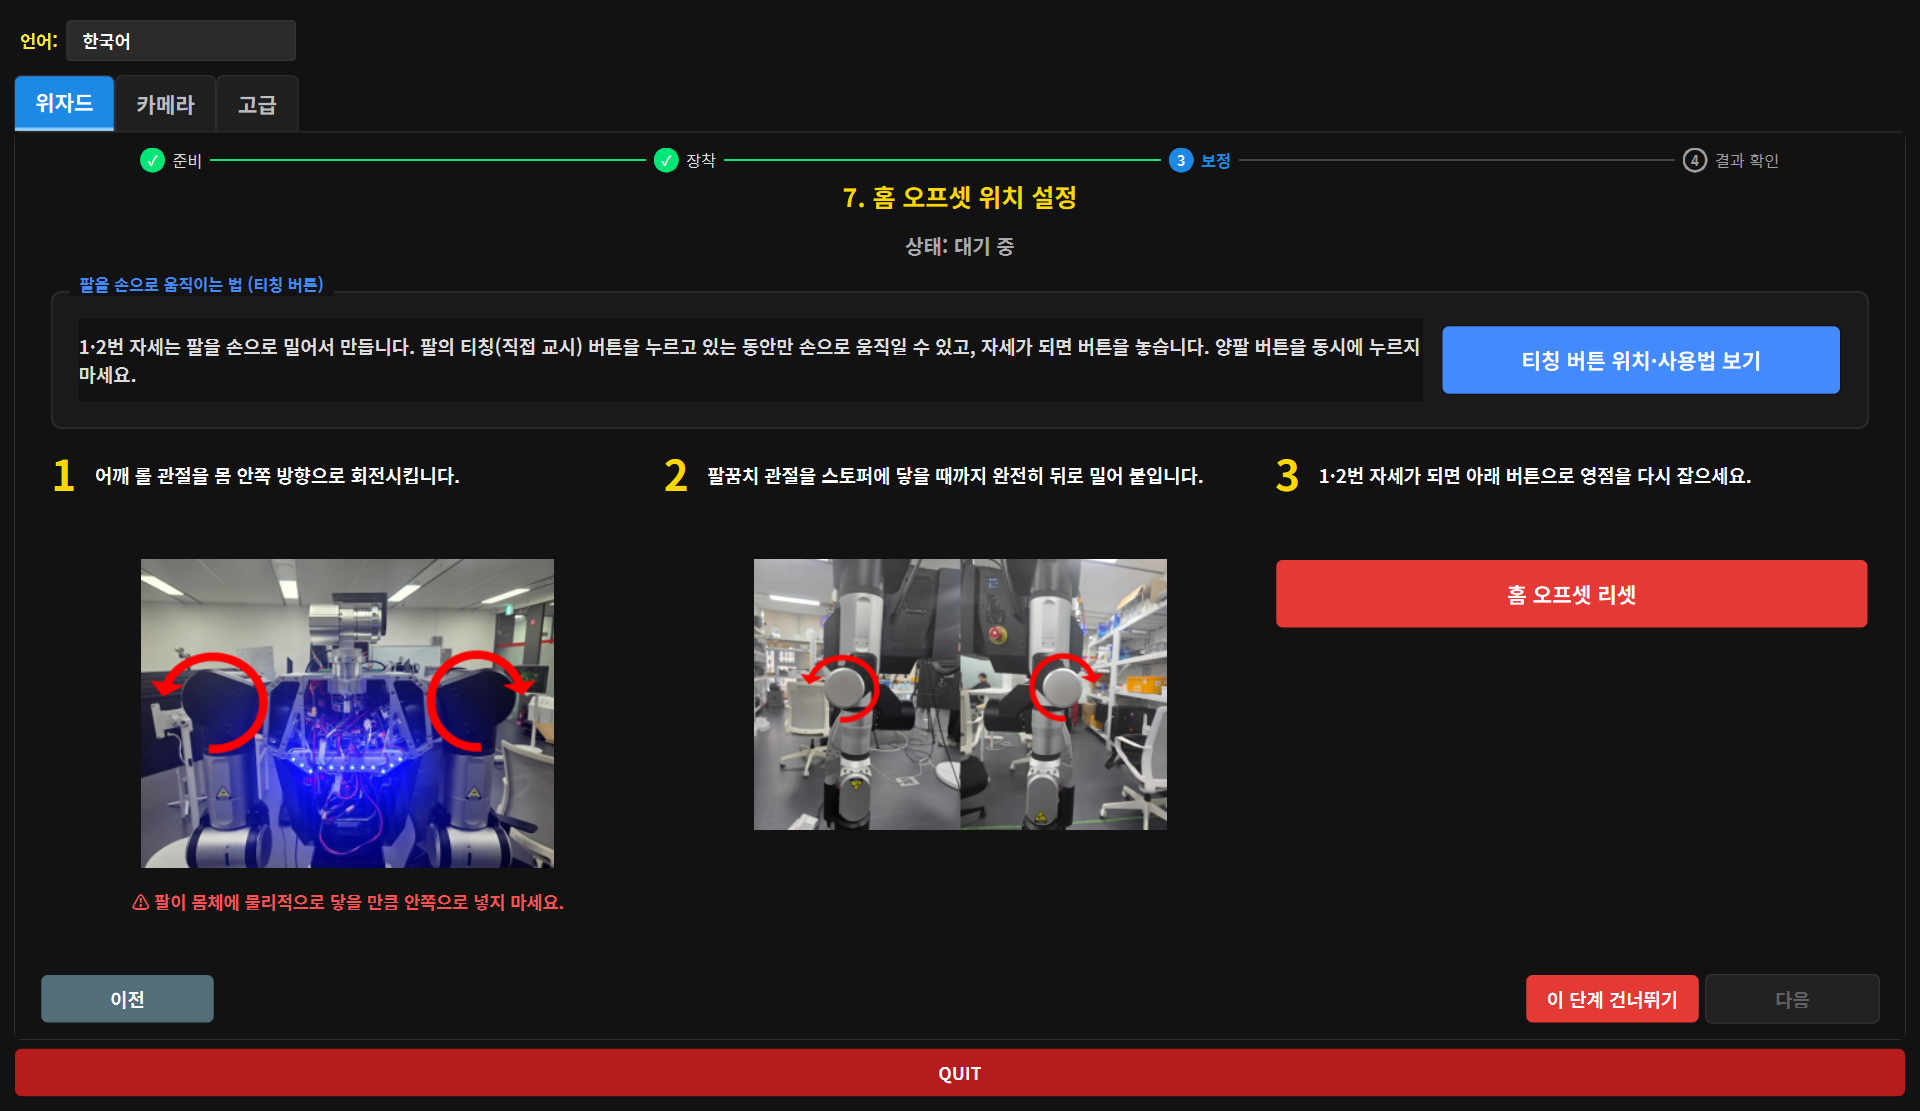 언어: 한국어
위자드 카메라 고급
✓ 준비 ✓ 장착 3 보정 4 결과 확인
7. 홈 오프셋 위치 설정
상태: 대기 중
팔을 손으로 움직이는 법 (티칭 버튼)
1·2번 자세는 팔을 손으로 밀어서 만듭니다. 팔의 티칭(직접 교시) 버튼을 누르고 있는 동안만 손으로 움직일 수 있고, 자세가 되면 버튼을 놓습니다. 양팔 버튼을 동시에 누르지
마세요.
티칭 버튼 위치·사용법 보기
1 어깨 롤 관절을 몸 안쪽 방향으로 회전시킵니다.
2 팔꿈치 관절을 스토퍼에 닿을 때까지 완전히 뒤로 밀어 붙입니다.
3 1·2번 자세가 되면 아래 버튼으로 영점을 다시 잡으세요.
홈 오프셋 리셋
⚠ 팔이 몸체에 물리적으로 닿을 만큼 안쪽으로 넣지 마세요.
이전
이 단계 건너뛰기
다음
QUIT